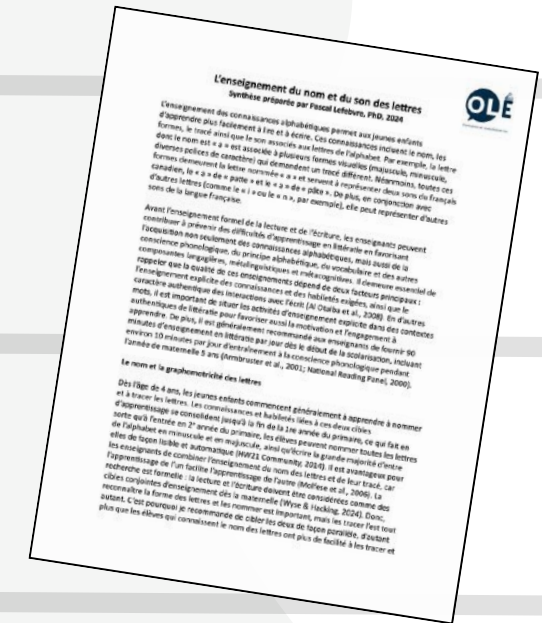 L'enseignement du nom et du son des lettres
Synthèse préparée par Pascal Lefebvre, PhD, 2024
OLÉ
L'enseignement des connaissances alphabétiques permet aux jeunes enfants
d'apprendre plus facilement à lire et à écrire. Ces connaissances incluent le nom, les
formes, le tracé ainsi que le son associés aux lettres de l'alphabet. Par exemple, la lettre
dont le nom est « a » est associée à plusieurs formes visuelles (majuscule, minuscule,
diverses polices de caractère) qui demandent un tracé différent. Néanmoins, toutes ces
formes demeurent la lettre nommée « a » et servent à représenter deux sons du français
canadien, le « a » de « patte » et le « a » de « pâte ». De plus, en conjonction avec
d'autres lettres (comme le « i » ou le « n », par exemple), elle peut représenter d'autres
sons de la langue française.
Avant l'enseignement formel de la lecture et de l'écriture, les enseignants peuvent
contribuer à prévenir des difficultés d'apprentissage en littératie en favorisant
l'acquisition non seulement des connaissances alphabétiques, mais aussi de la
conscience phonologique, du principe alphabétique, du vocabulaire et des autres
composantes langagières, métalinguistiques et métacognitives. Il demeure essentiel de
rappeler que la qualité de ces enseignements dépend de deux facteurs principaux :
l'enseignement explicite des connaissances et des habiletés exigées, ainsi que le
caractère authentique des interactions avec l'écrit (Al Otaiba et al., 2008). En d'autres
mots, il est important de situer les activités d'enseignement explicite dans des contextes
authentiques de littératie pour favoriser aussi la motivation et l'engagement à
apprendre. De plus, il est généralement recommandé aux enseignants de fournir 90
minutes d'enseignement en littératie par jour dès le début de la scolarisation, incluant
environ 10 minutes par jour d'entraînement à la conscience phonologique pendant
l'année de maternelle 5 ans (Armbruster et al., 2001; National Reading Panel, 2000).
Le nom et la graphomotricité des lettres
Dès l'âge de 4 ans, les jeunes enfants commencent généralement à apprendre à nommer
et à tracer les lettres. Les connaissances et habiletés liées à ces deux cibles
d'apprentissage se consolident jusqu'à la fin de la 1re année du primaire, ce qui fait en
sorte qu'à l'entrée en 2e année du primaire, les élèves peuvent nommer toutes les lettres
de l'alphabet en minuscule et en majuscule, ainsi qu'écrire la grande majorité d'entre
elles de façon lisible et automatique (HW21 Community, 2014). Il est avantageux pour
les enseignants de combiner l'enseignement du nom des lettres et de leur tracé, car
l'apprentissage de l'un facilite l'apprentissage de l'autre (Molfese et al., 2006). La
recherche est formelle : la lecture et l'écriture doivent être considérées comme des
cibles conjointes d'enseignement dès la maternelle (Wyse & Hacking, 2024). Donc,
reconnaître la forme des lettres et les nommer est important, mais les tracer l'est tout
autant. C'est pourquoi je recommande de cibler les deux de façon parallèle, d'autant
plus que les élèves qui connaissent le nom des lettres ont plus de facilité à les tracer et